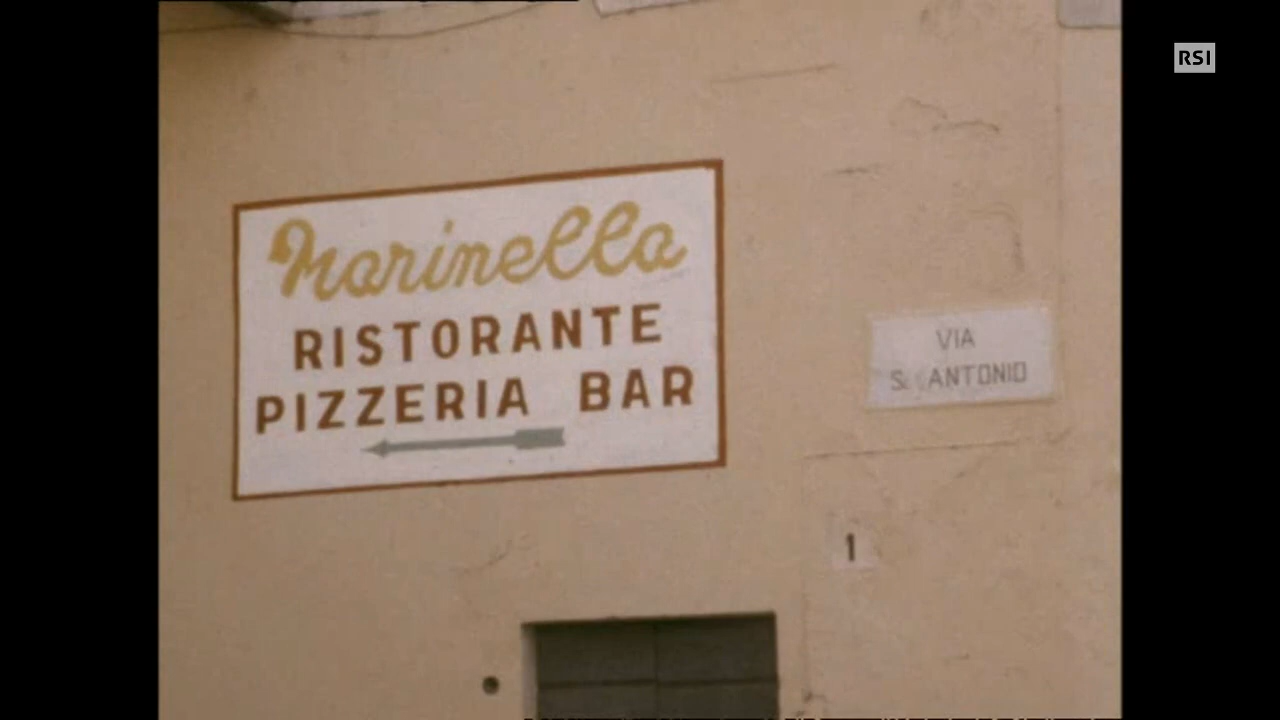 RSI
Marinella
RISTORANTE
PIZZERIA BAR
VIA
S. ANTONIO
1